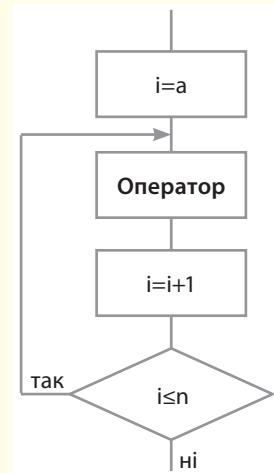 i=a
Оператор
i=i+1
i≤n
так
ні